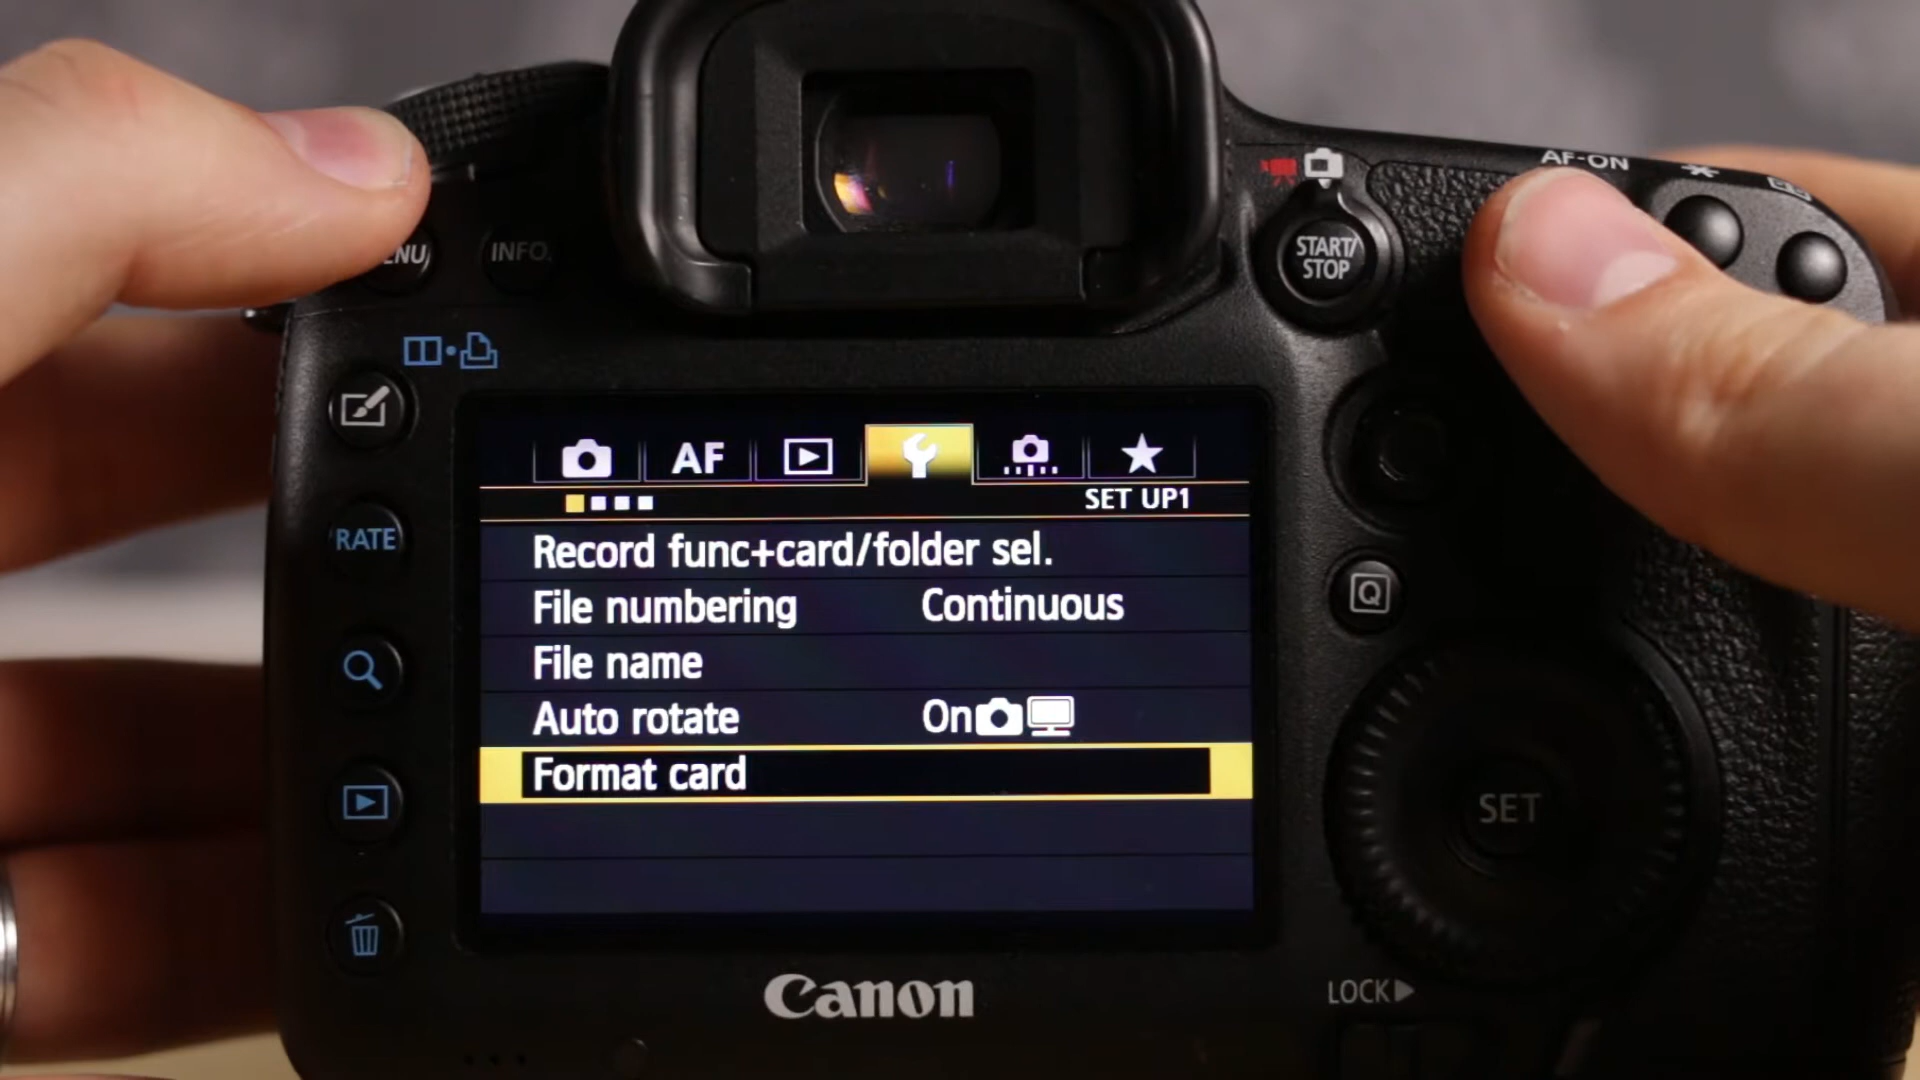 AF-ON
ENU
INFO.
START/
STOP
AF
SET UP1
RATE
Record func+card/folder sel.
File numbering Continuous
Q
File name
Auto rotate On
Format card
SET
Canon
LOCK